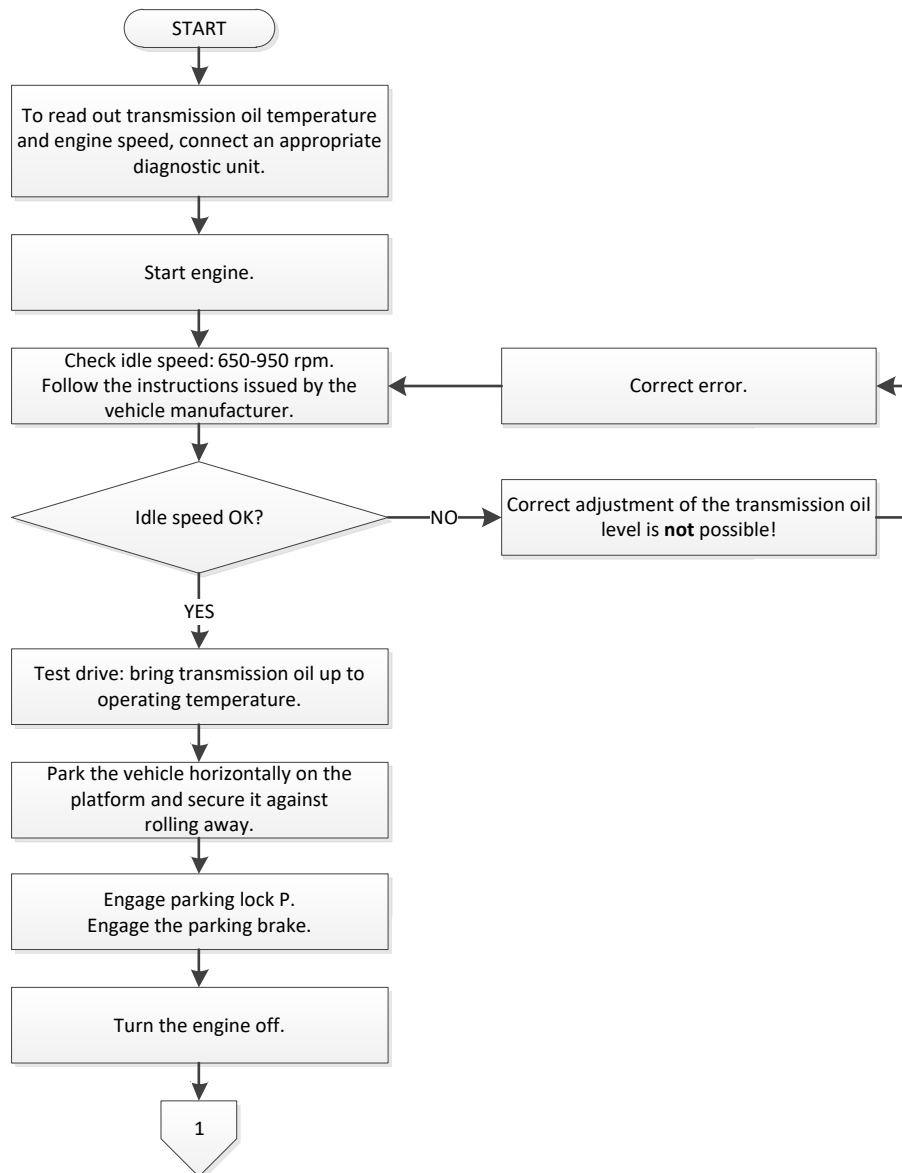 START
To read out transmission oil temperature
and engine speed, connect an appropriate
diagnostic unit.
Start engine.
Check idle speed: 650-950 rpm.
Follow the instructions issued by the
vehicle manufacturer.
Correct error.
Idle speed OK?
NO
Correct adjustment of the transmission oil
level is not possible!
YES
Test drive: bring transmission oil up to
operating temperature.
Park the vehicle horizontally on the
platform and secure it against
rolling away.
Engage parking lock P.
Engage the parking brake.
Turn the engine off.
1